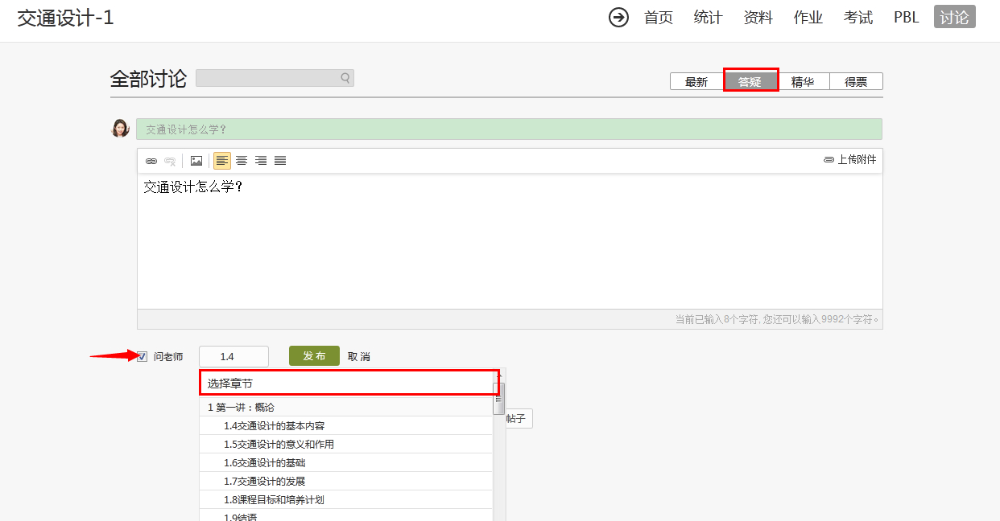 交通设计-1
首页 统计 资料 作业 考试 PBL 讨论
全部讨论
最新 答疑 精华 得票
交通设计怎么学?
上传附件
交通设计怎么学?
当前已输入8个字符, 您还可以输入9992个字符。
问老师 1.4 发布 取消
选择章节
1 第一讲：概论
帖子
1.4交通设计的基本内容
1.5交通设计的意义和作用
1.6交通设计的基础
1.7交通设计的发展
1.8课程目标和培养计划
1.9结语